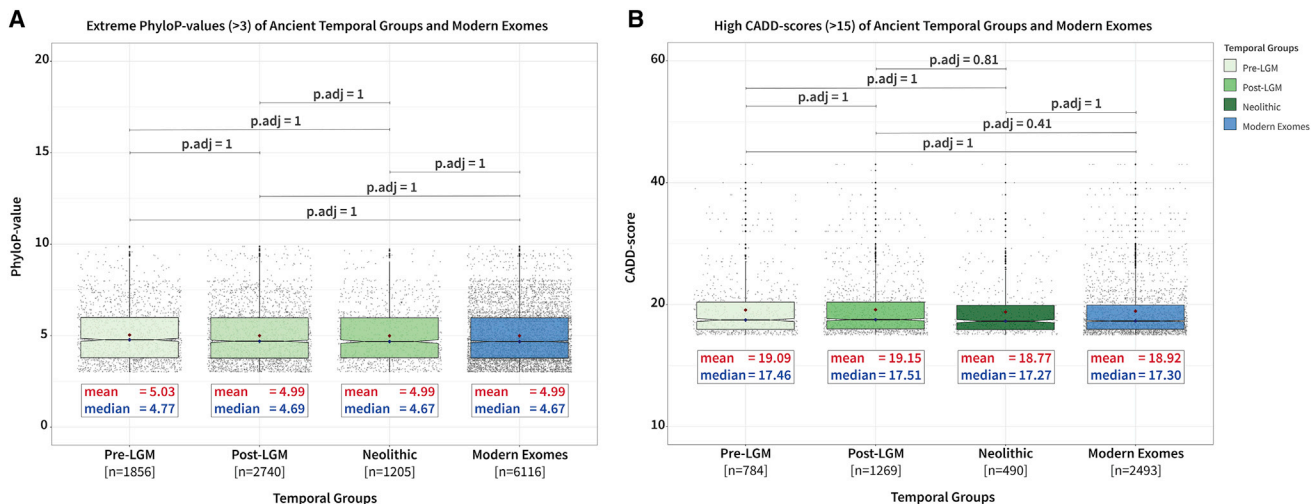 A
Extreme PhyloP-values (>3) of Ancient Temporal Groups and Modern Exomes
PhyloP-value
20
15
10
5
0
p.adj = 1
p.adj = 1
p.adj = 1
p.adj = 1
p.adj = 1
p.adj = 1
mean = 5.03
median = 4.77
mean = 4.99
median = 4.69
mean = 4.99
median = 4.67
mean = 4.99
median = 4.67
Pre-LGM
[n=1856]
Post-LGM
[n=2740]
Neolithic
[n=1205]
Modern Exomes
[n=6116]
Temporal Groups
B
High CADD-scores (>15) of Ancient Temporal Groups and Modern Exomes
CADD-score
60
40
20
10
p.adj = 0.81
p.adj = 1
p.adj = 1
p.adj = 1
p.adj = 0.41
p.adj = 1
mean = 19.09
median = 17.46
mean = 19.15
median = 17.51
mean = 18.77
median = 17.27
mean = 18.92
median = 17.30
Pre-LGM
[n=784]
Post-LGM
[n=1269]
Neolithic
[n=490]
Modern Exomes
[n=2493]
Temporal Groups
Temporal Groups
Pre-LGM
Post-LGM
Neolithic
Modern Exomes